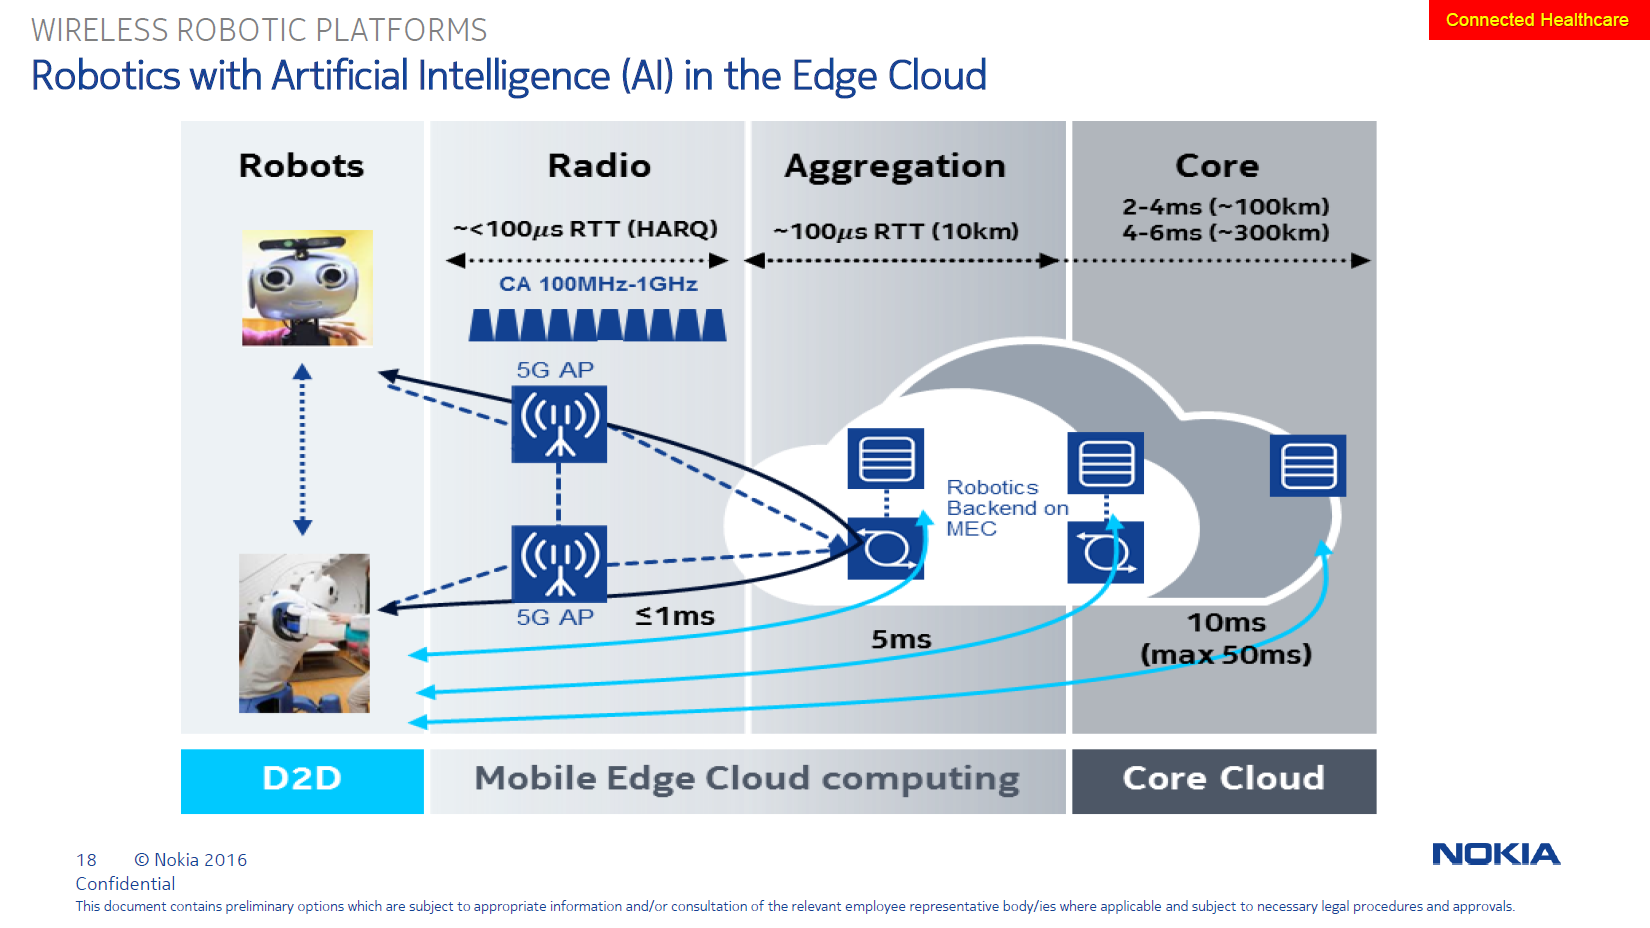 WIRELESS ROBOTIC PLATFORMS
Connected Healthcare
Robotics with Artificial Intelligence (AI) in the Edge Cloud
Robots
Radio
Aggregation
Core
~<100µs RTT (HARQ)
~100µs RTT (10km)
2-4ms (~100km)
4-6ms (~300km)
CA 100MHz-1GHz
5G AP
Robotics
Backend on
MEC
5G AP
≤1ms
5ms
10ms
(max 50ms)
D2D
Mobile Edge Cloud computing
Core Cloud
18 © Nokia 2016
NOKIA
Confidential
This document contains preliminary options which are subject to appropriate information and/or consultation of the relevant employee representative body/ies where applicable and subject to necessary legal procedures and approvals.